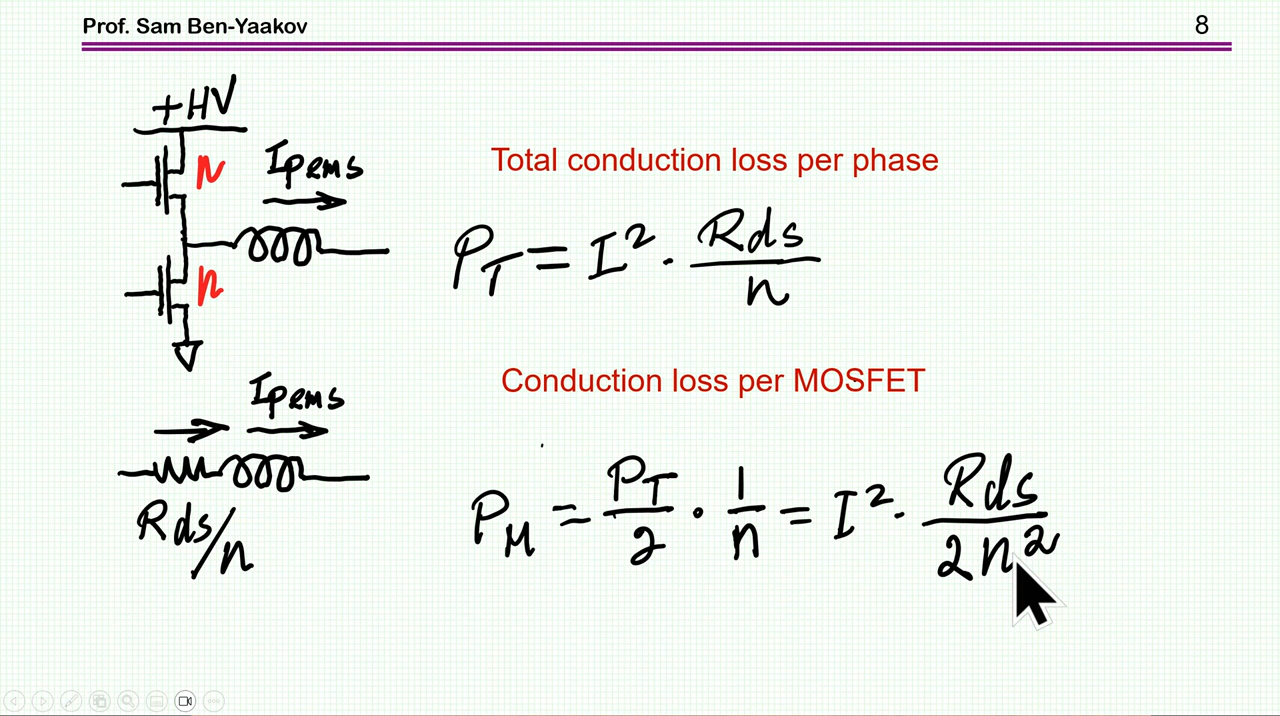 Prof. Sam Ben-Yaakov
8
+HV
n
IPRMS
n
Total conduction loss per phase
PT = I² · Rds/n
IPRMS
Rds/n
Conduction loss per MOSFET
PM = PT/2 · 1/n = I² · Rds/2n²